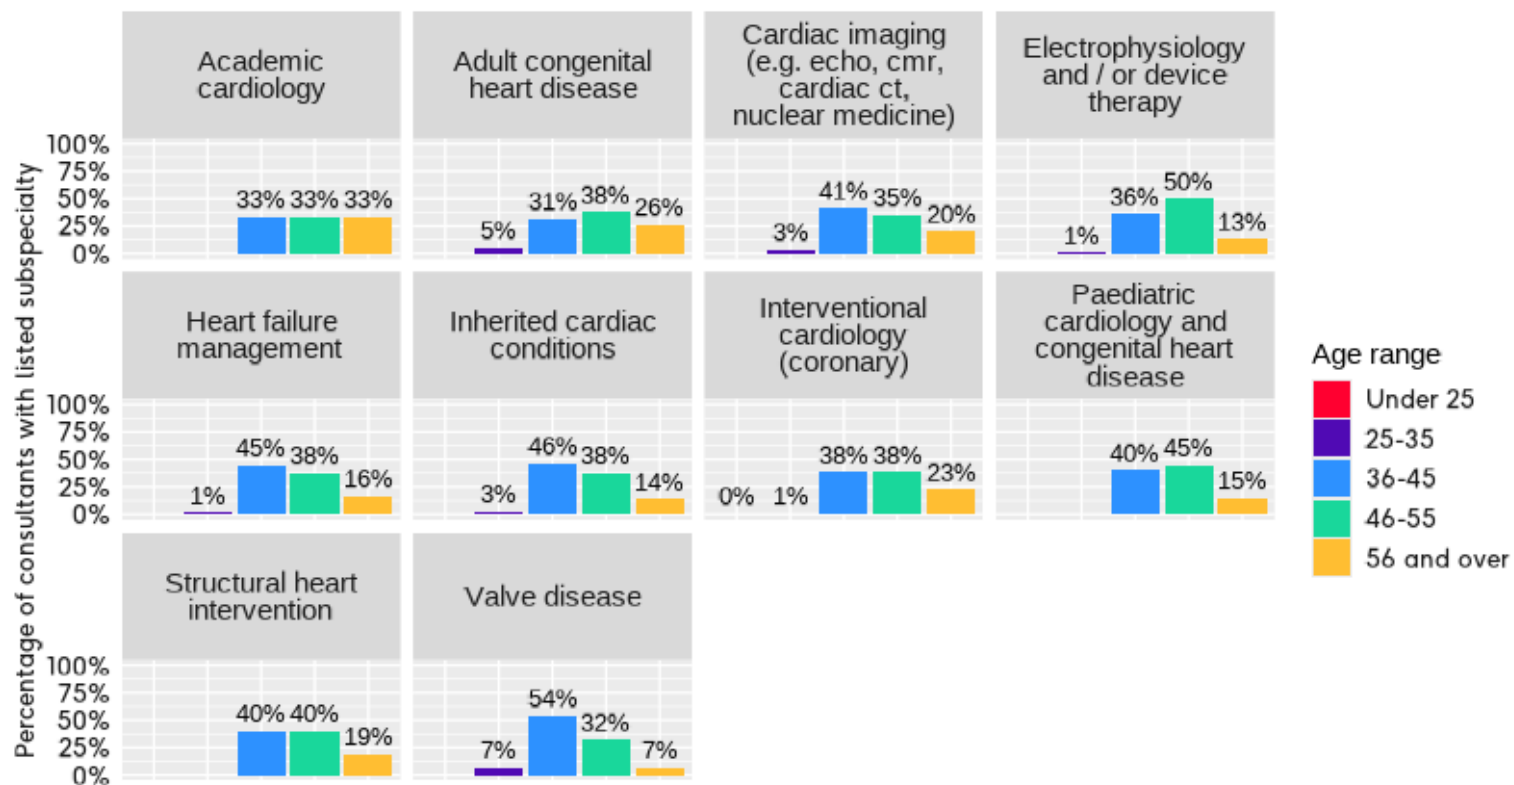 Academic
cardiology
Adult congenital
heart disease
Cardiac imaging
(e.g. echo, cmr,
cardiac ct,
nuclear medicine)
Electrophysiology
and / or device
therapy
Percentage of consultants with listed subspecialty
100%
75%
50%
25%
0%
33% 33% 33%
5% 31% 38% 26%
3% 41% 35% 20%
1% 36% 50% 13%
Heart failure
management
Inherited cardiac
conditions
Interventional
cardiology
(coronary)
Paediatric
cardiology and
congenital heart
disease
100%
75%
50%
25%
0%
1% 45% 38% 16%
3% 46% 38% 14%
0% 1% 38% 38% 23%
40% 45% 15%
Structural heart
intervention
Valve disease
100%
75%
50%
25%
0%
40% 40% 19%
7% 54% 32% 7%
Age range
Under 25
25-35
36-45
46-55
56 and over